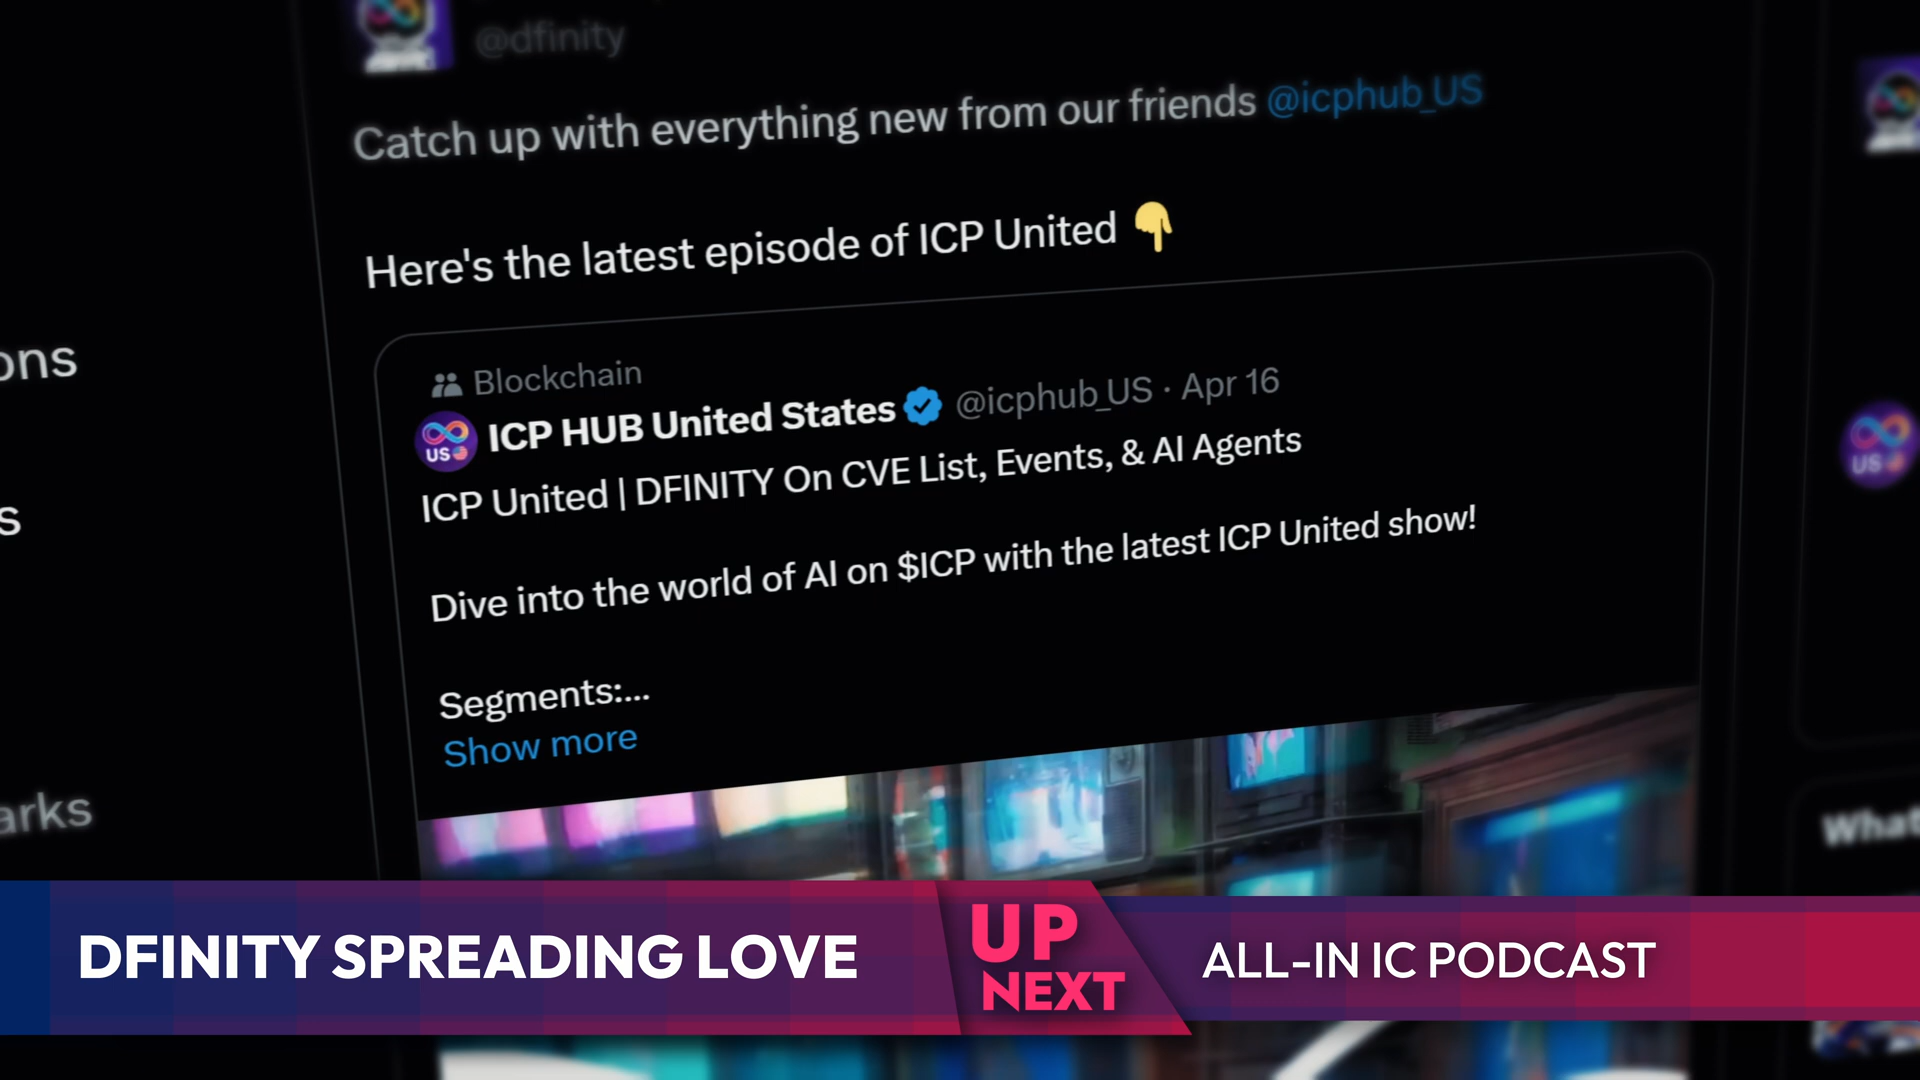 @dfinity
Catch up with everything new from our friends @icphub_US
Here's the latest episode of ICP United 👇
Blockchain
ICP HUB United States @icphub_US · Apr 16
US
ICP United | DFINITY On CVE List, Events, & AI Agents
Dive into the world of AI on $ICP with the latest ICP United show!
Segments:...
Show more
ons
s
arks
US
What
DFINITY SPREADING LOVE
UP
NEXT
ALL-IN IC PODCAST